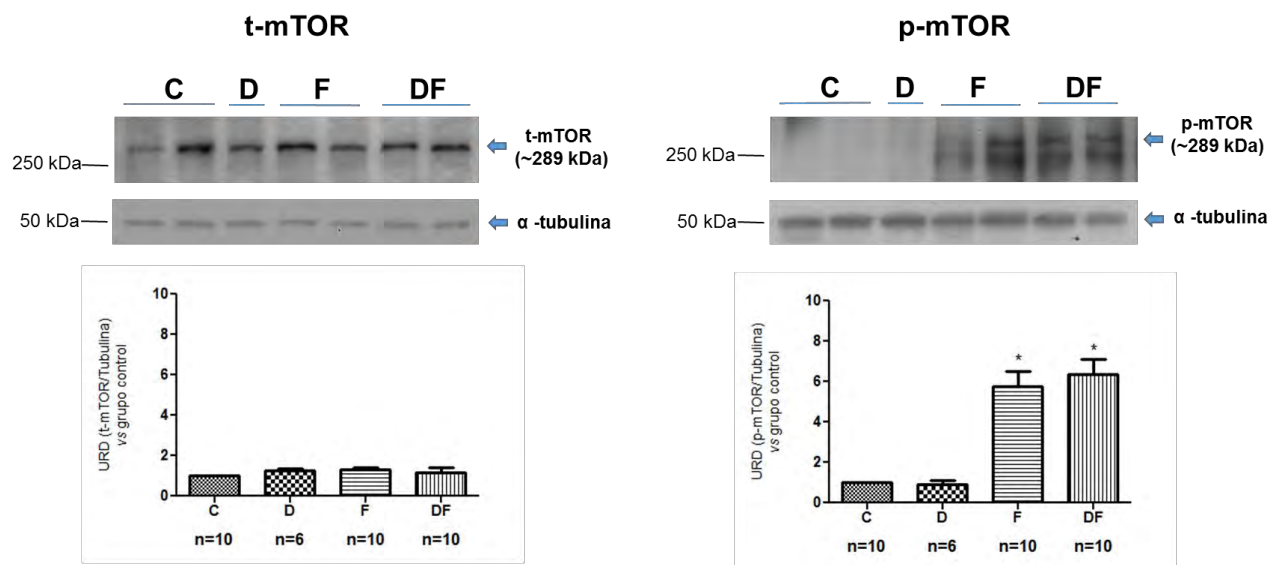 t-mTOR
C D F DF
t-mTOR
(~289 kDa)
250 kDa
50 kDa
α -tubulina
URD (t-mTOR/Tubulina)
vs grupo control
10
8
6
4
2
0
C D F DF
n=10 n=6 n=10 n=10
p-mTOR
C D F DF
p-mTOR
(~289 kDa)
250 kDa
50 kDa
α -tubulina
URD (p-mTOR/Tubulina)
vs grupo control
10
8
6
4
2
0
* *
C D F DF
n=10 n=6 n=10 n=10